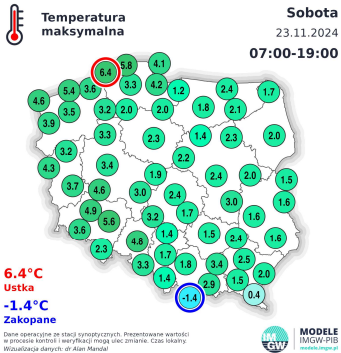 Temperatura
maksymalna
Sobota
23.11.2024
07:00-19:00
6.4 5.8 4.1
4.6 5.4 3.6 3.3 4.2 1.2 2.4 1.7
3.9 3.5 3.2 2.0 2.0 1.8 2.1
3.3 2.3 1.4 2.3 2.0
3.2 2.2
4.3 3.4 1.9 2.4 2.0 1.5
3.7 4.6 3.0 2.4 3.0 1.6
4.9 5.6 3.2 1.7 1.6
3.6 4.8 1.4 1.5 2.4 1.6
2.3 1.7
3.3 1.8 3.4 2.5
1.4 2.9 1.5 2.0
-1.4 0.4
6.4°C
Ustka
-1.4°C
Zakopane
Dane operacyjne ze stacji synoptycznych. Prezentowane wartości
w procesie kontroli i weryfikacji mogą ulec zmianie. Czas lokalny.
Wizualizacja danych: dr Alan Mandal
IM
GW
MODELE
IMGW-PIB
modele.imgw.pl